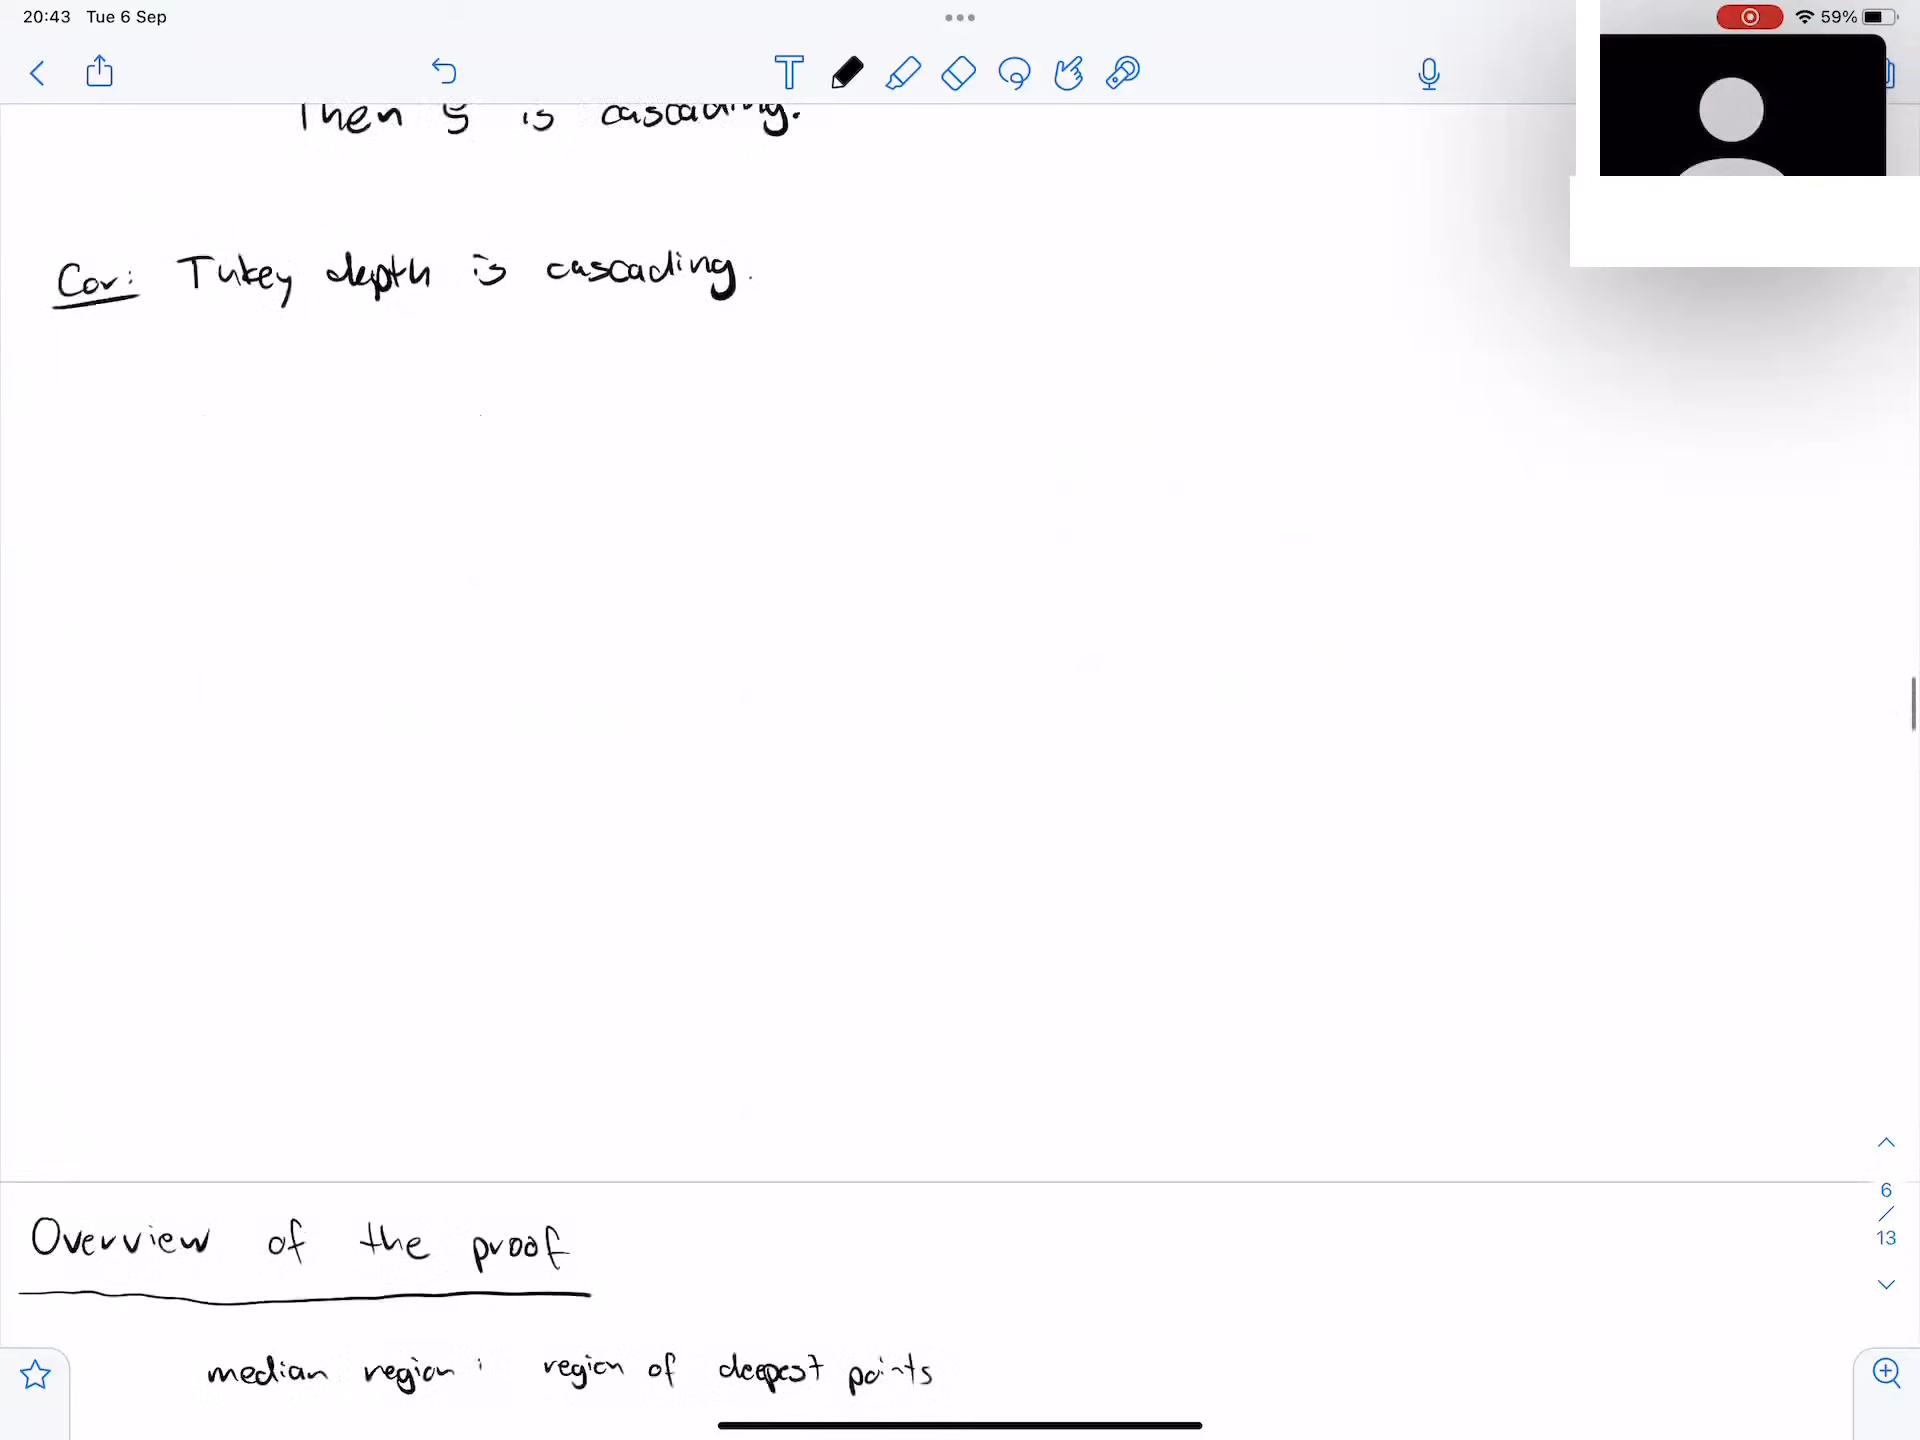 20:43 Tue 6 Sep
59%
Then ϱ is cascading.
Cor: Tukey depth is cascading.
6
/
13
Overview of the proof
median region: region of deepest points